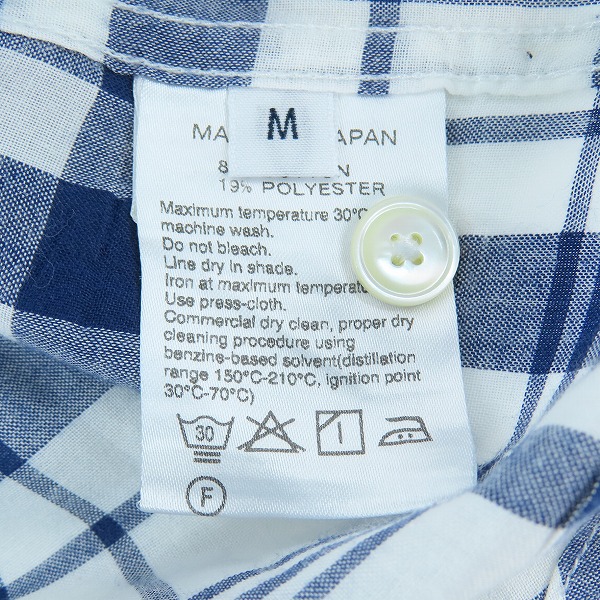 M
MA APAN
8 N
19% POLYESTER
Maximum temperature 30°C
machine wash.
Do not bleach.
Line dry in shade.
Iron at maximum temperatu
Use press-cloth.
Commercial dry clean, proper dry
cleaning procedure using
benzine-based solvent(distillation
range 150°C-210°C, ignition point
30°C-70°C)
30
F